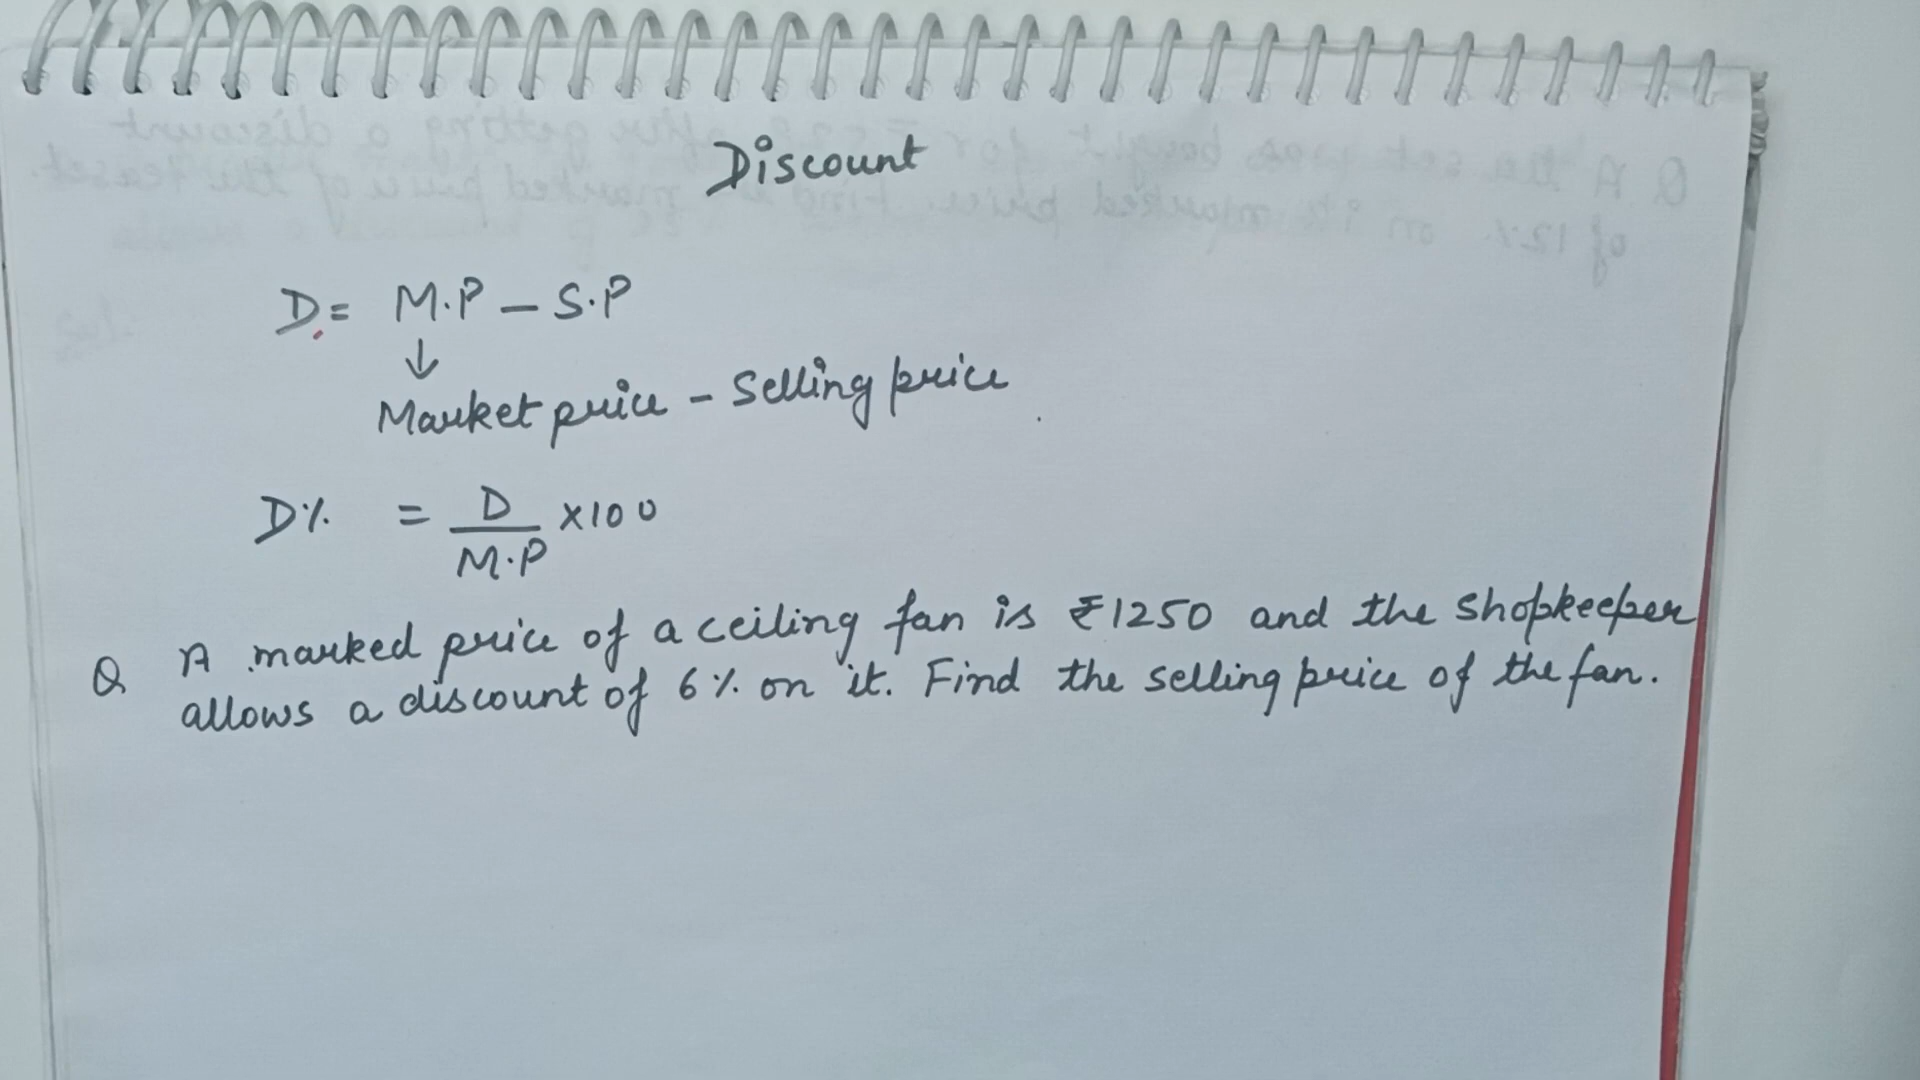 Discount
D = M.P - S.P
↓
Market price - Selling price
D% = D/M.P ×100
Q A marked price of a ceiling fan is ₹1250 and the shopkeeper
allows a discount of 6% on it. Find the selling price of the fan.